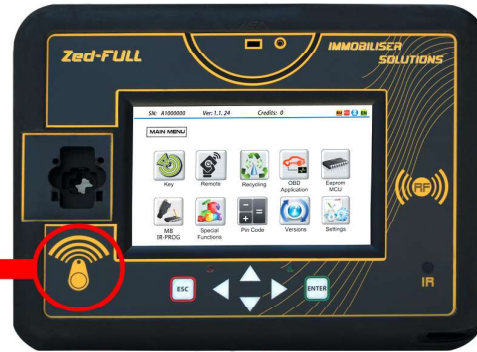 Zed-FULL
IMMOBILISER
SOLUTIONS
SN: A1000000 Ver: 1.1.24 Credits: 0
MAIN MENU
Key Remote Recycling OBD Application Eeprom MCU
MB IR-PROG Special Functions Pin Code Versions Settings
RF
IR
ESC
ENTER